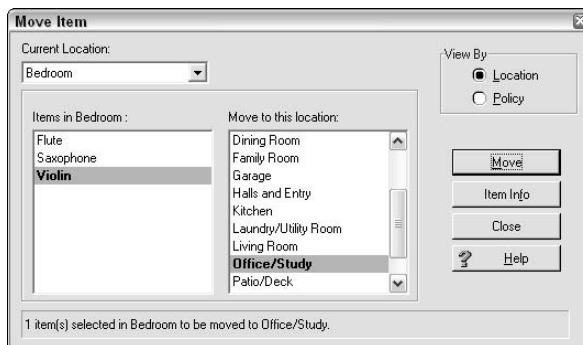 Move Item
Current Location:
Bedroom
View By
Location
Policy
Items in Bedroom :
Flute
Saxophone
Violin
Move to this location:
Dining Room
Family Room
Garage
Halls and Entry
Kitchen
Laundry/Utility Room
Living Room
Office/Study
Patio/Deck
Move
Item Info
Close
? Help
1 item(s) selected in Bedroom to be moved to Office/Study.